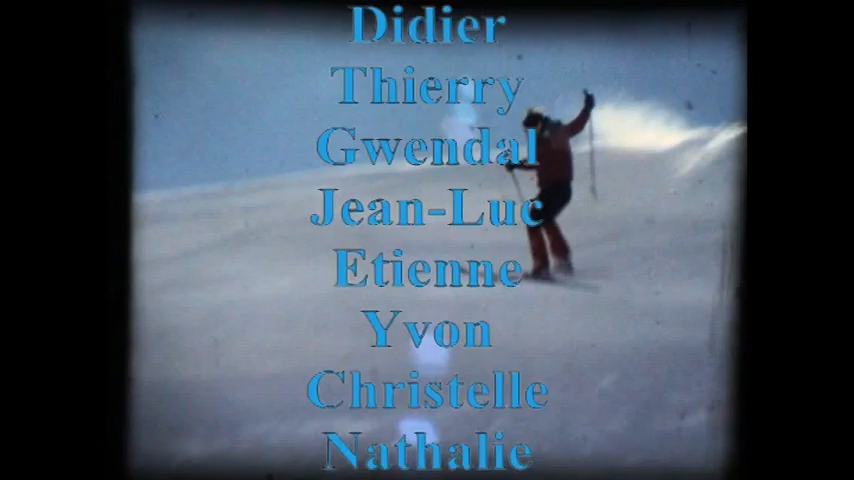 Didier
Thierry
Gwendal
Jean-Luc
Etienne
Yvon
Christelle
Nathalie